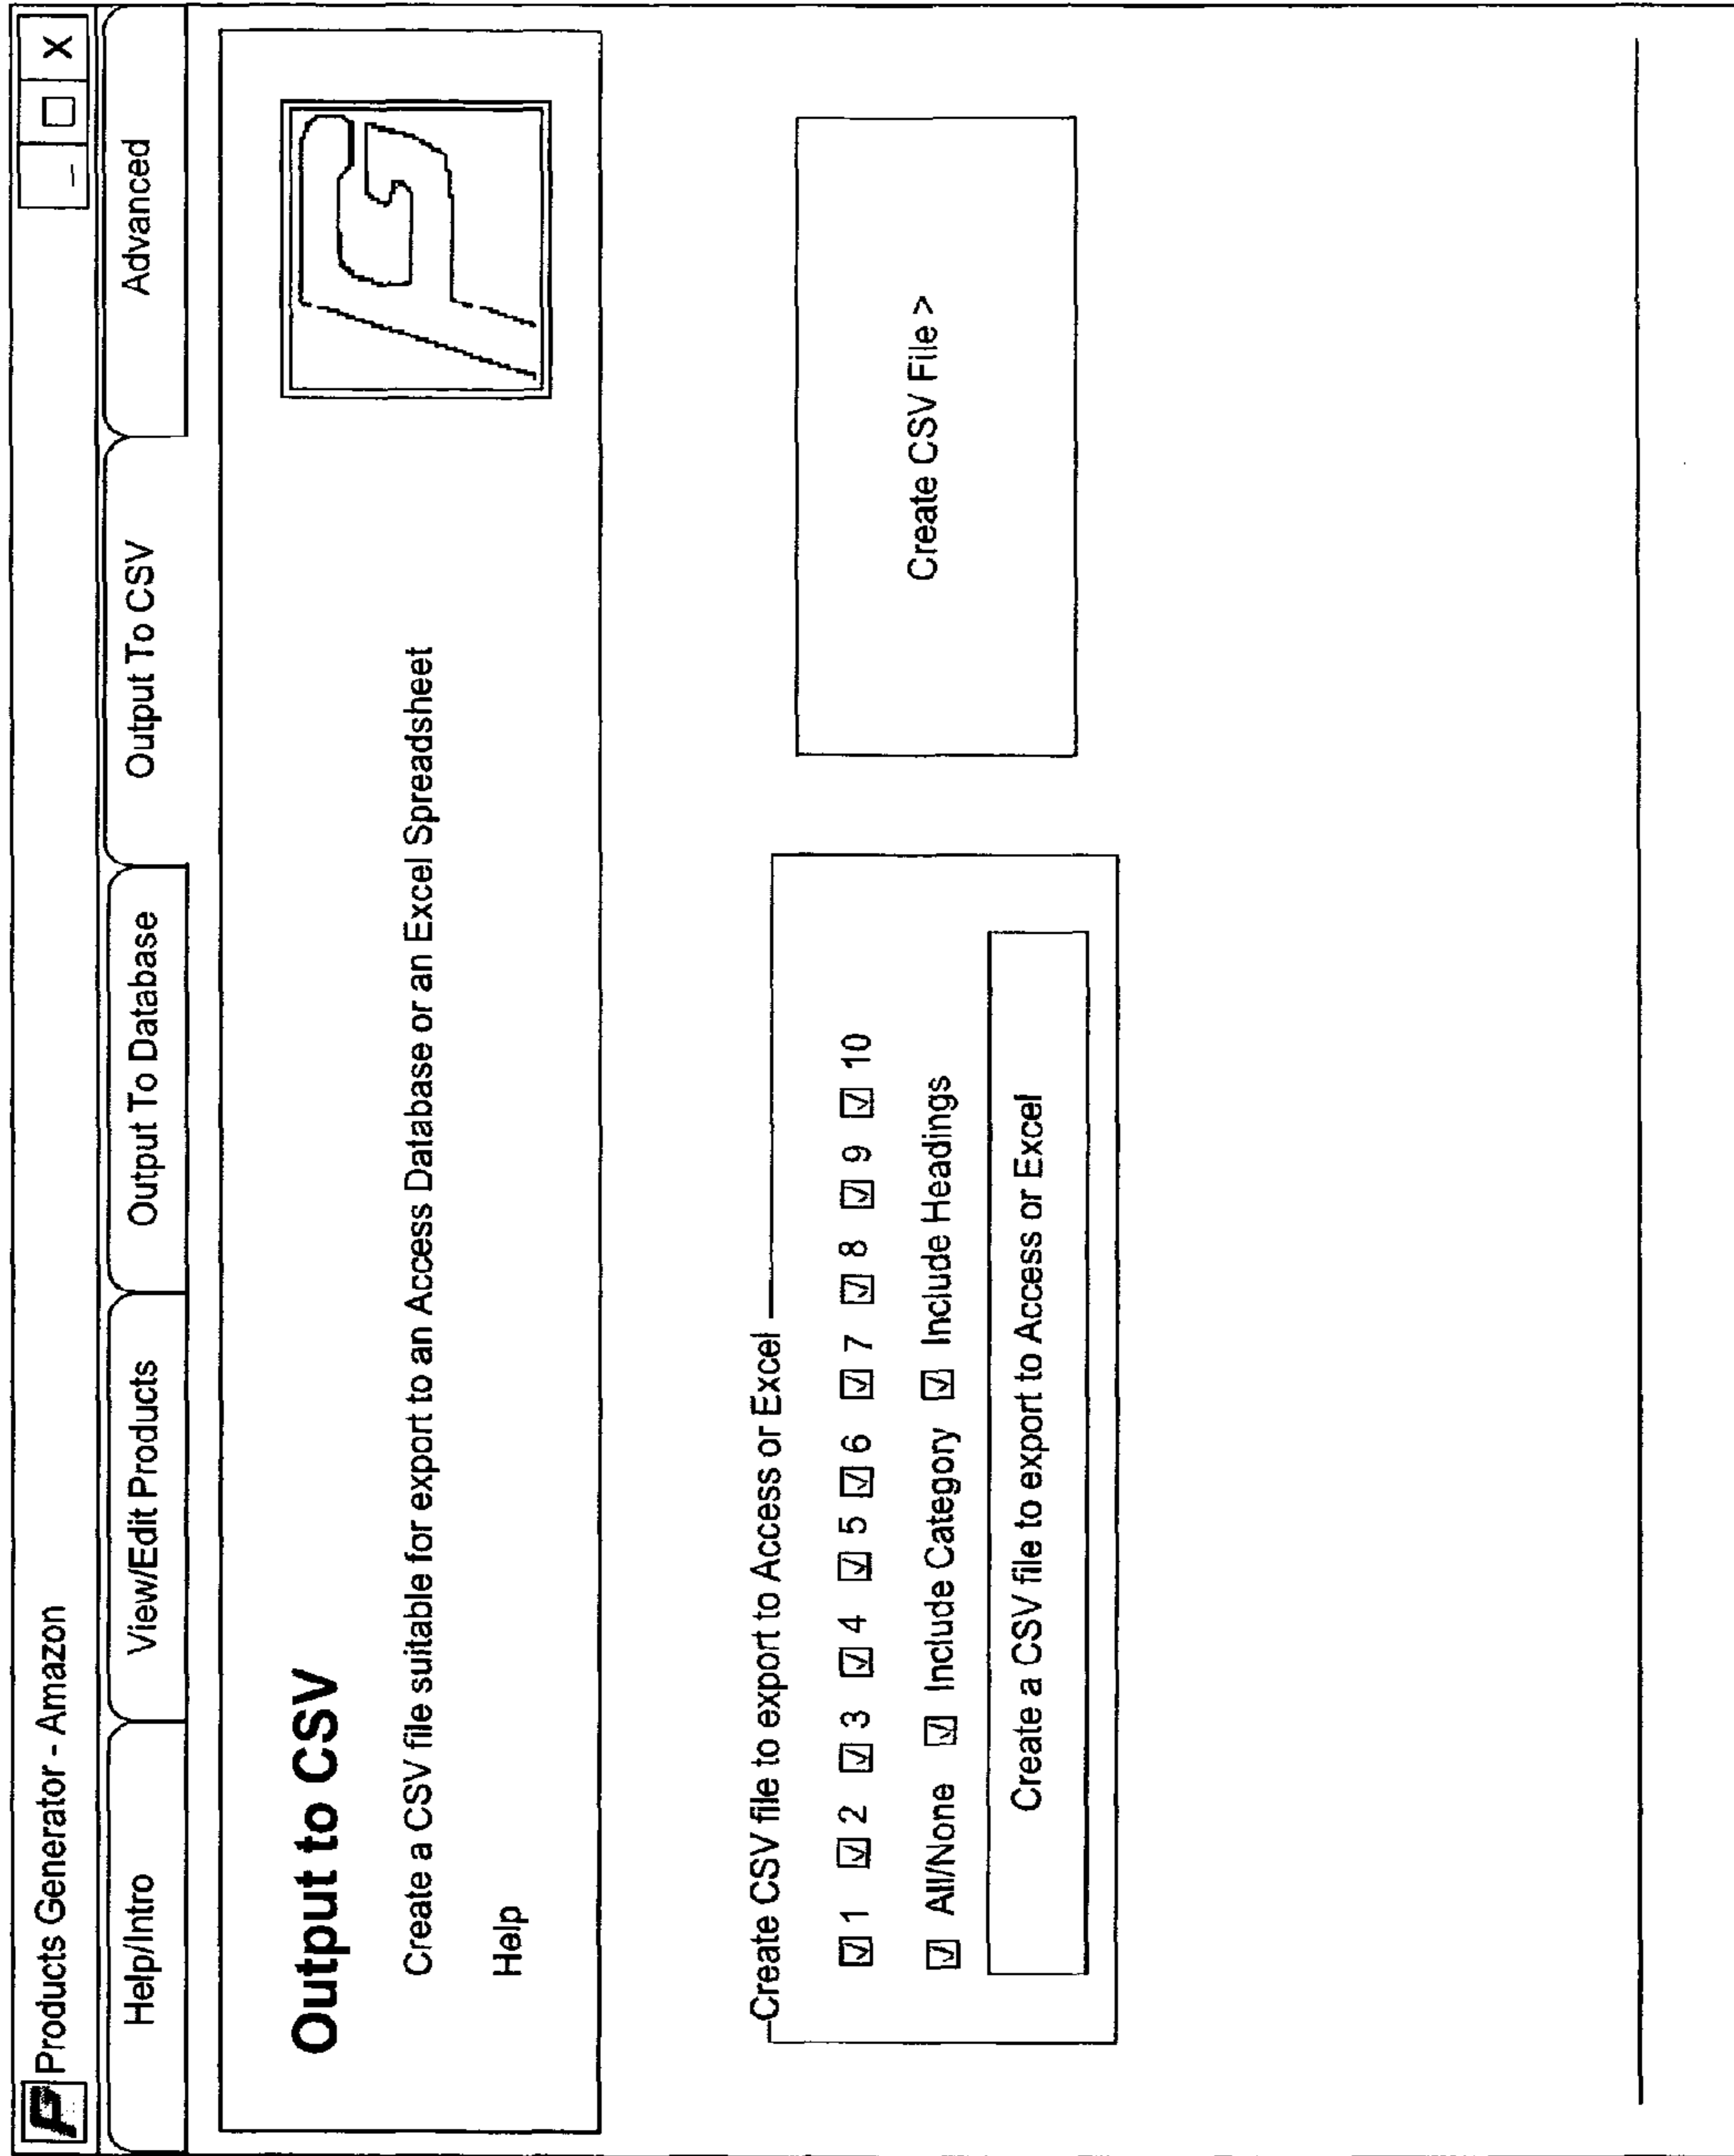 Products Generator - Amazon
_ X
Help/Intro View/Edit Products Output To Database Output To CSV Advanced
Output to CSV
Create a CSV file suitable for export to an Access Database or an Excel Spreadsheet
Help
Create CSV file to export to Access or Excel
1 2 3 4 5 6 7 8 9 10
All/None Include Category Include Headings
Create a CSV file to export to Access or Excel
Create CSV File >